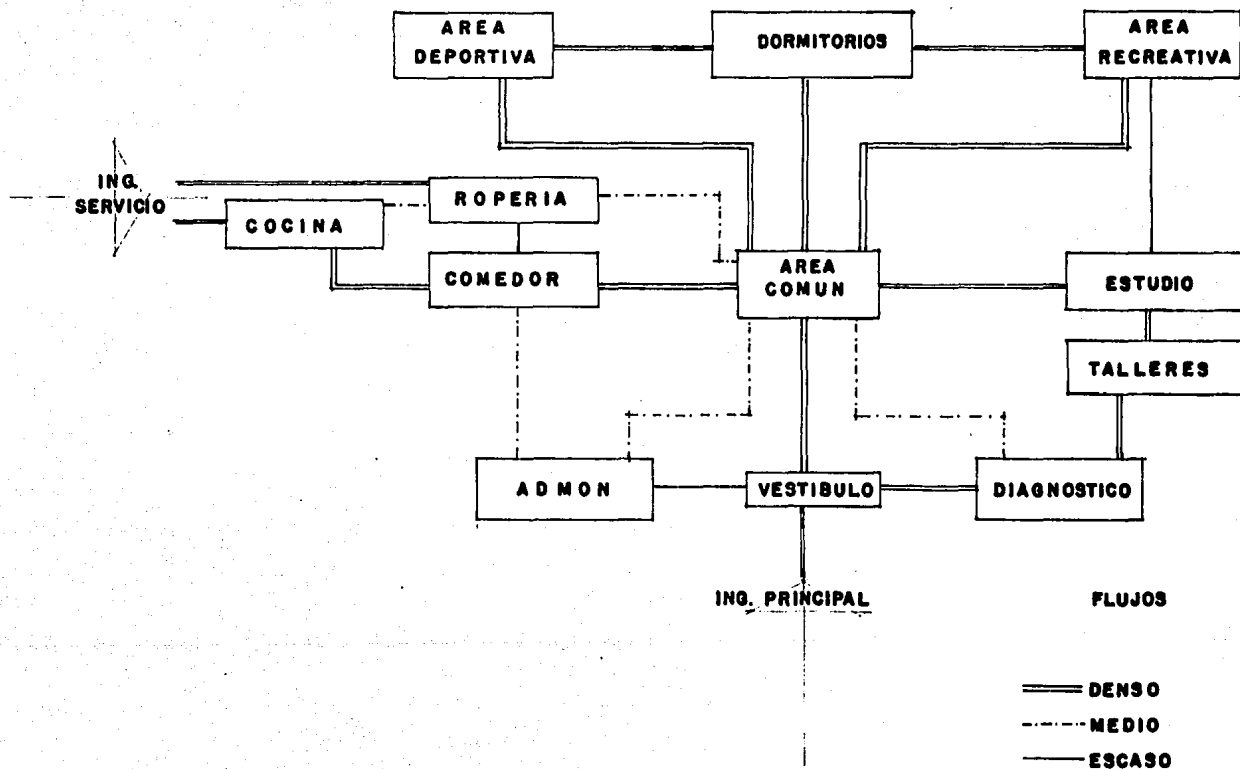 AREA
DEPORTIVA
DORMITORIOS
AREA
RECREATIVA
ING.
SERVICIO
ROPERIA
COCINA
COMEDOR
AREA
COMUN
ESTUDIO
TALLERES
ADMON
VESTIBULO
DIAGNOSTICO
ING. PRINCIPAL
FLUJOS
DENSO
MEDIO
ESCASO